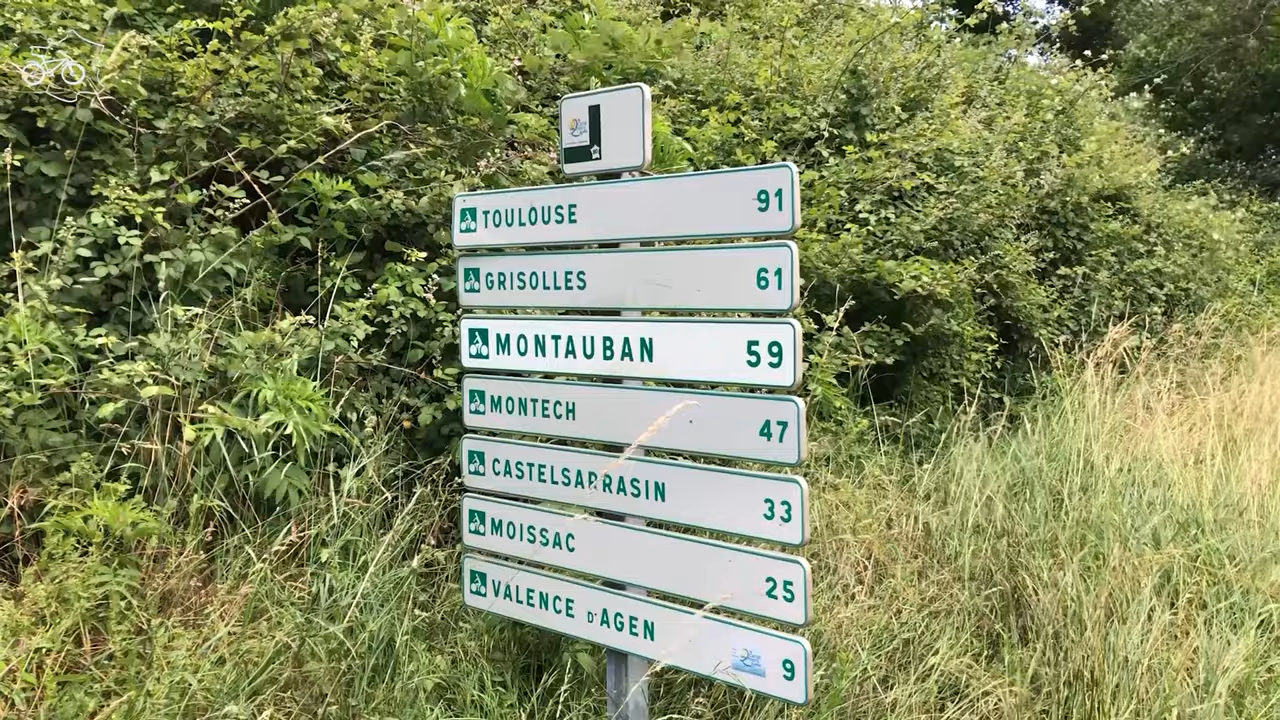 TOULOUSE 91
GRISOLLES 61
MONTAUBAN 59
MONTECH 47
CASTELSARRASIN 33
MOISSAC 25
VALENCE D'AGEN 9